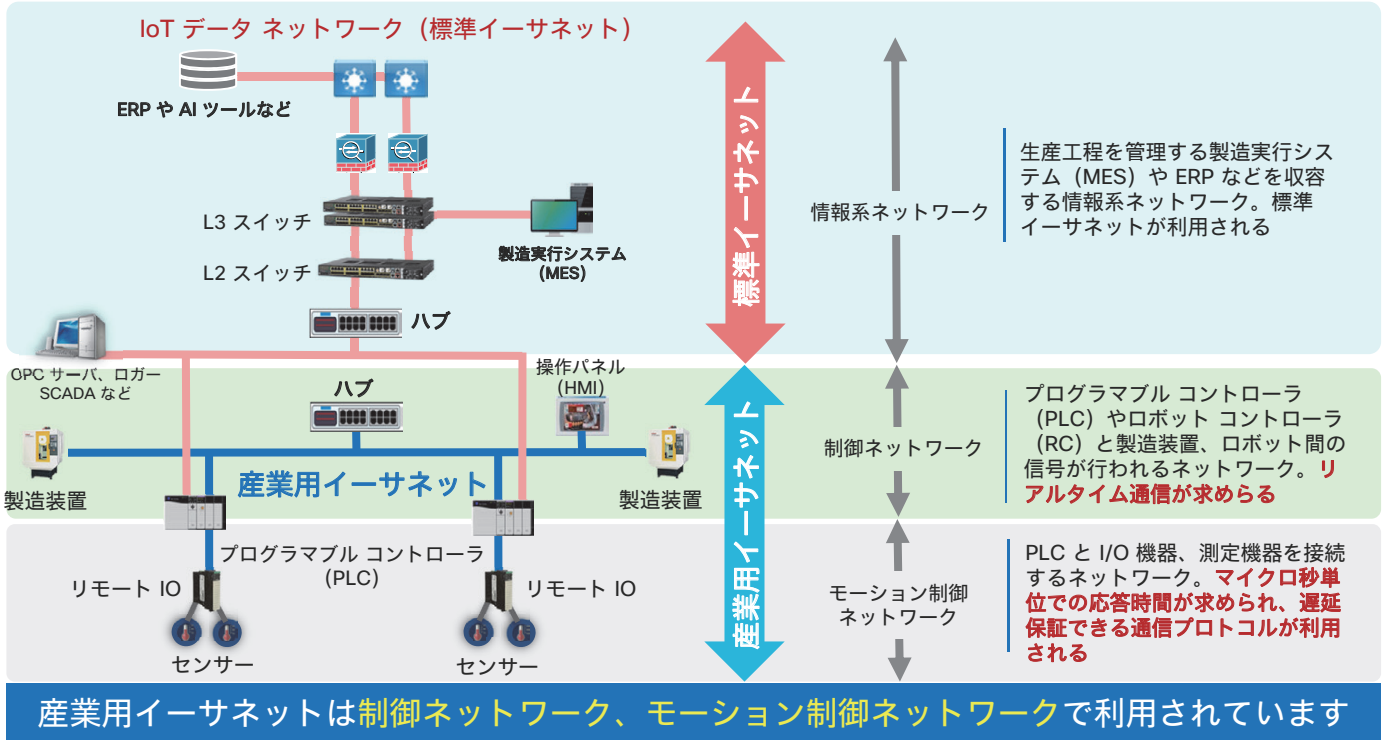 IoT データ ネットワーク（標準イーサネット）
ERP や AI ツールなど
L3 スイッチ
製造実行システム
（MES）
L2 スイッチ
ハブ
OPC サーバ、ロガー
SCADA など
ハブ
操作パネル
（HMI）
製造装置
産業用イーサネット
製造装置
プログラマブル コントローラ
（PLC）
リモート IO
リモート IO
センサー
センサー
標準イーサネット
産業用イーサネット
情報系ネットワーク
生産工程を管理する製造実行シス
テム（MES）や ERP などを収容
する情報系ネットワーク。標準
イーサネットが利用される
制御ネットワーク
プログラマブル コントローラ
（PLC）やロボット コントローラ
（RC）と製造装置、ロボット間の
信号が行われるネットワーク。リ
アルタイム通信が求めらる
モーション制御
ネットワーク
PLC と I/O 機器、測定機器を接続
するネットワーク。マイクロ秒単
位での応答時間が求められ、遅延
保証できる通信プロトコルが利用
される
産業用イーサネットは制御ネットワーク、モーション制御ネットワークで利用されています